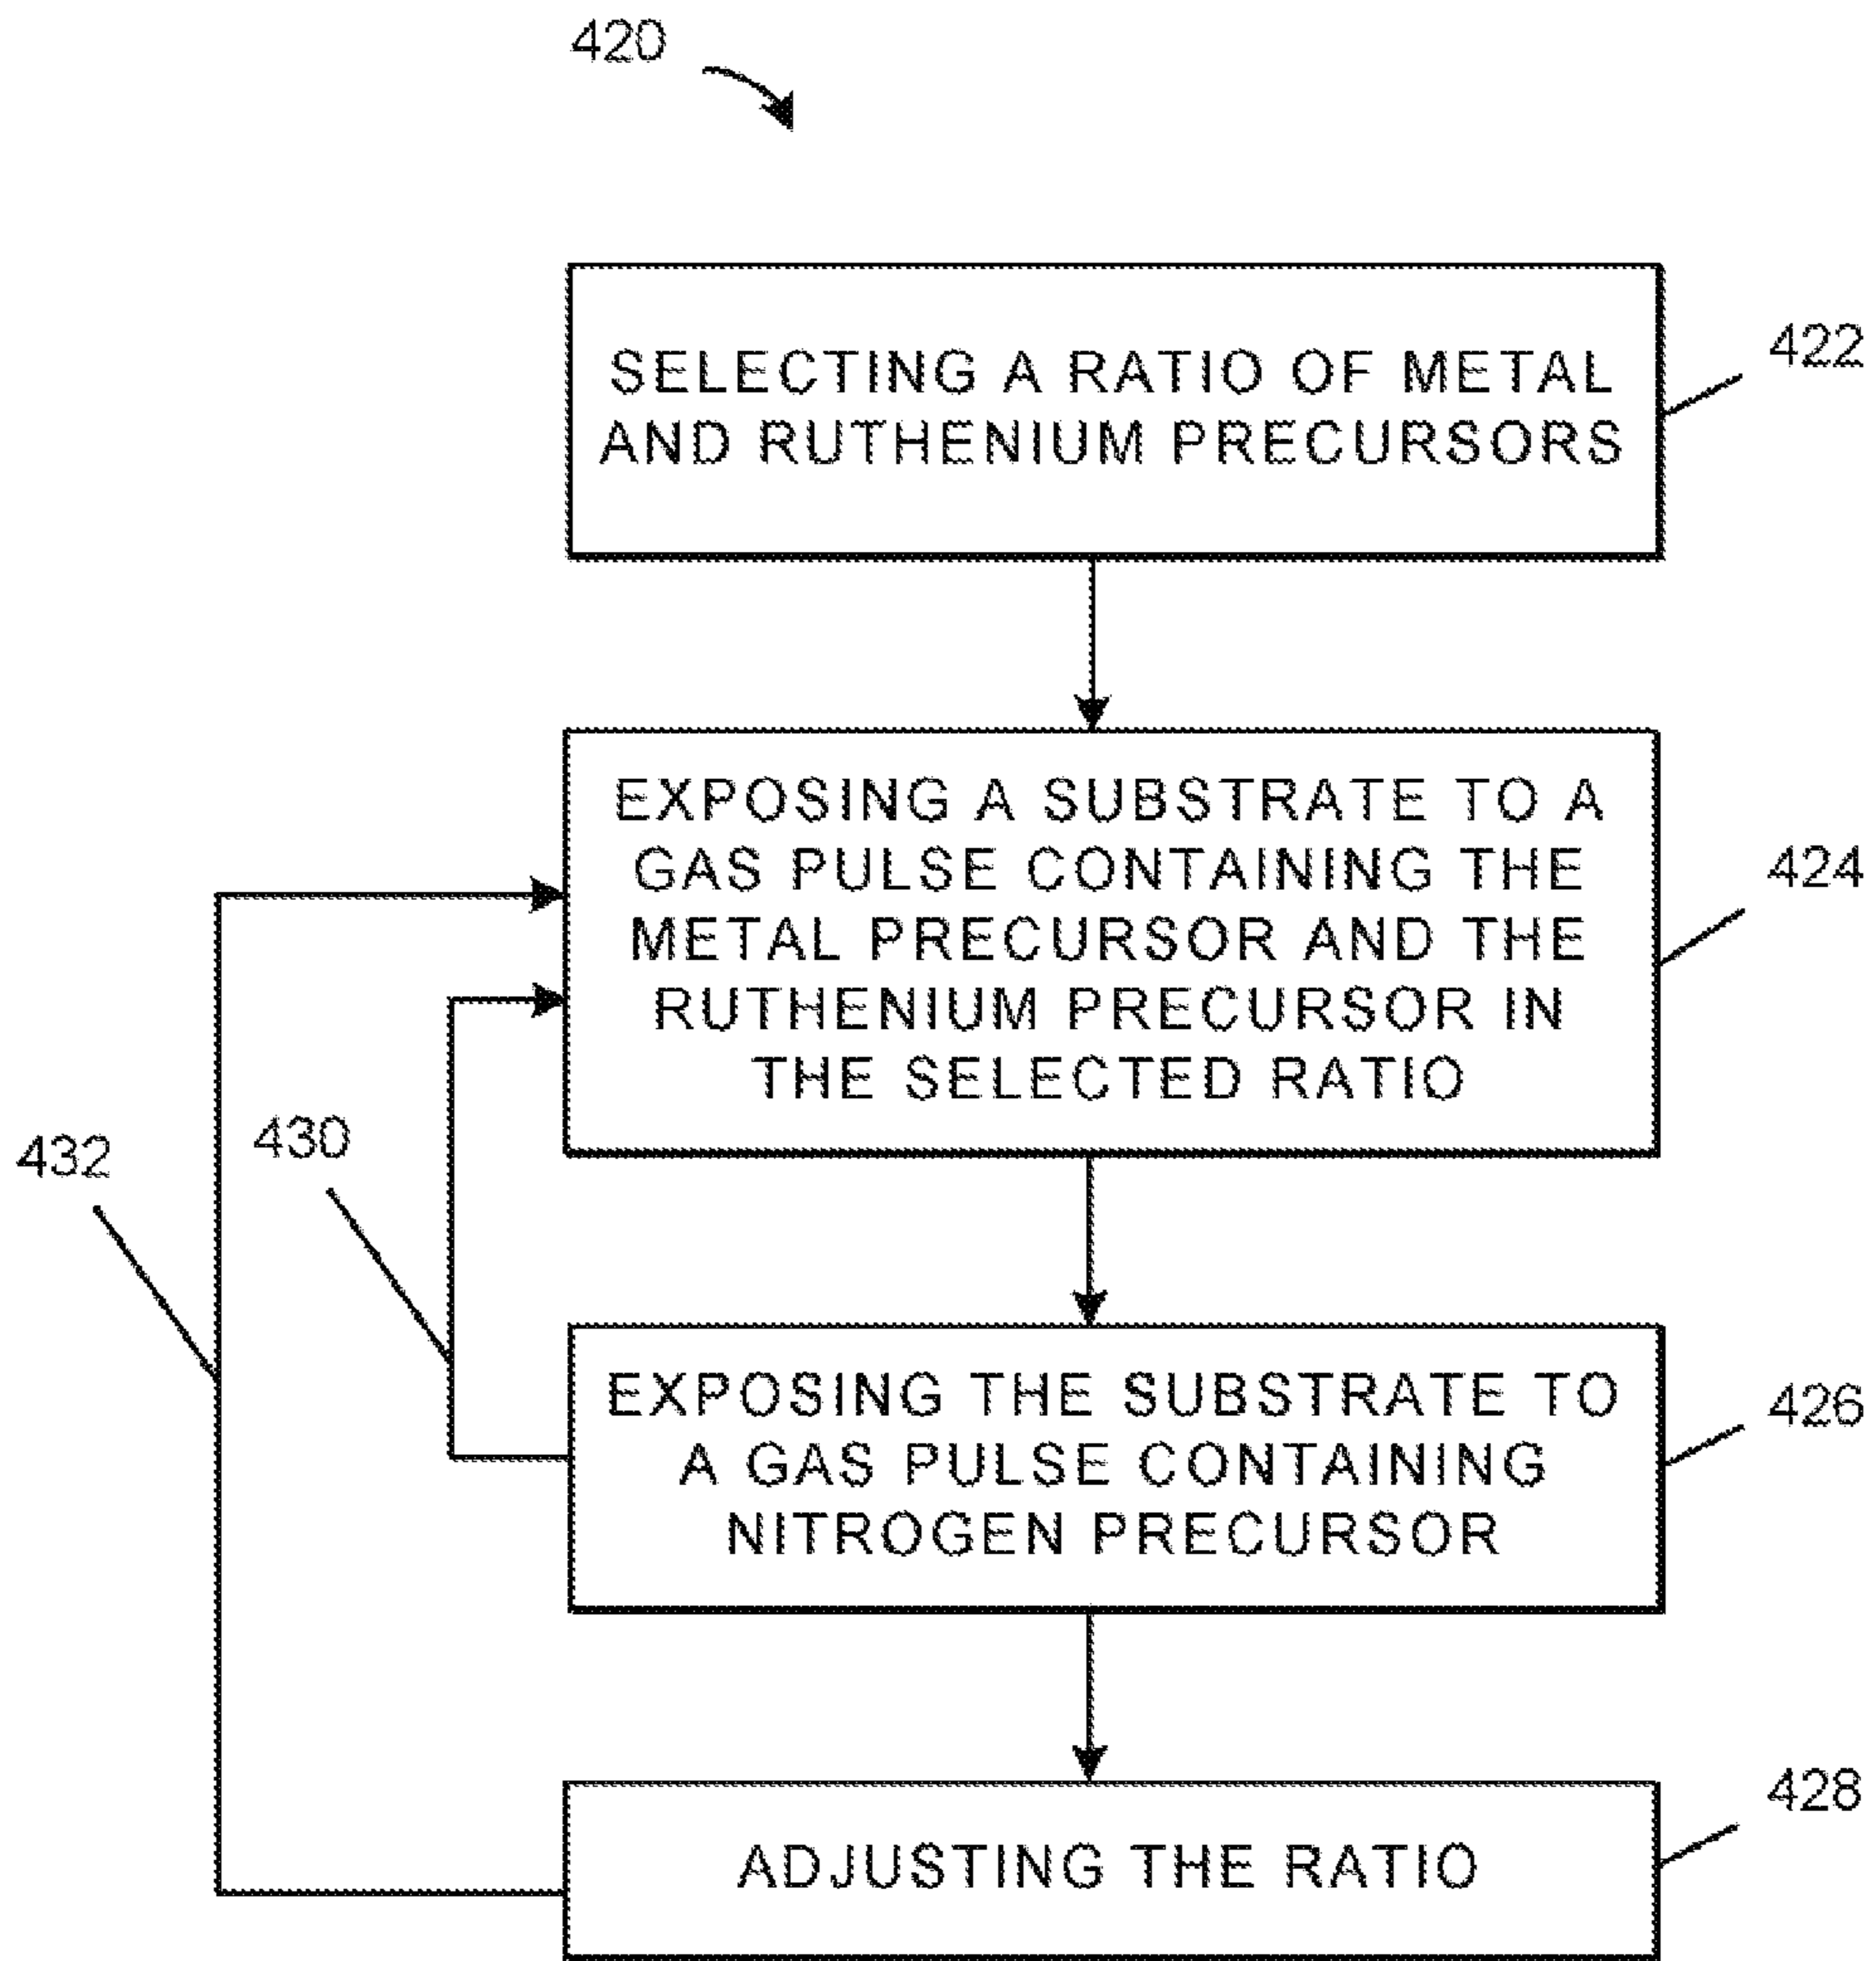 420
SELECTING A RATIO OF METAL
AND RUTHENIUM PRECURSORS
422
EXPOSING A SUBSTRATE TO A
GAS PULSE CONTAINING THE
METAL PRECURSOR AND THE
RUTHENIUM PRECURSOR IN
THE SELECTED RATIO
424
432
430
EXPOSING THE SUBSTRATE TO
A GAS PULSE CONTAINING
NITROGEN PRECURSOR
426
ADJUSTING THE RATIO
428